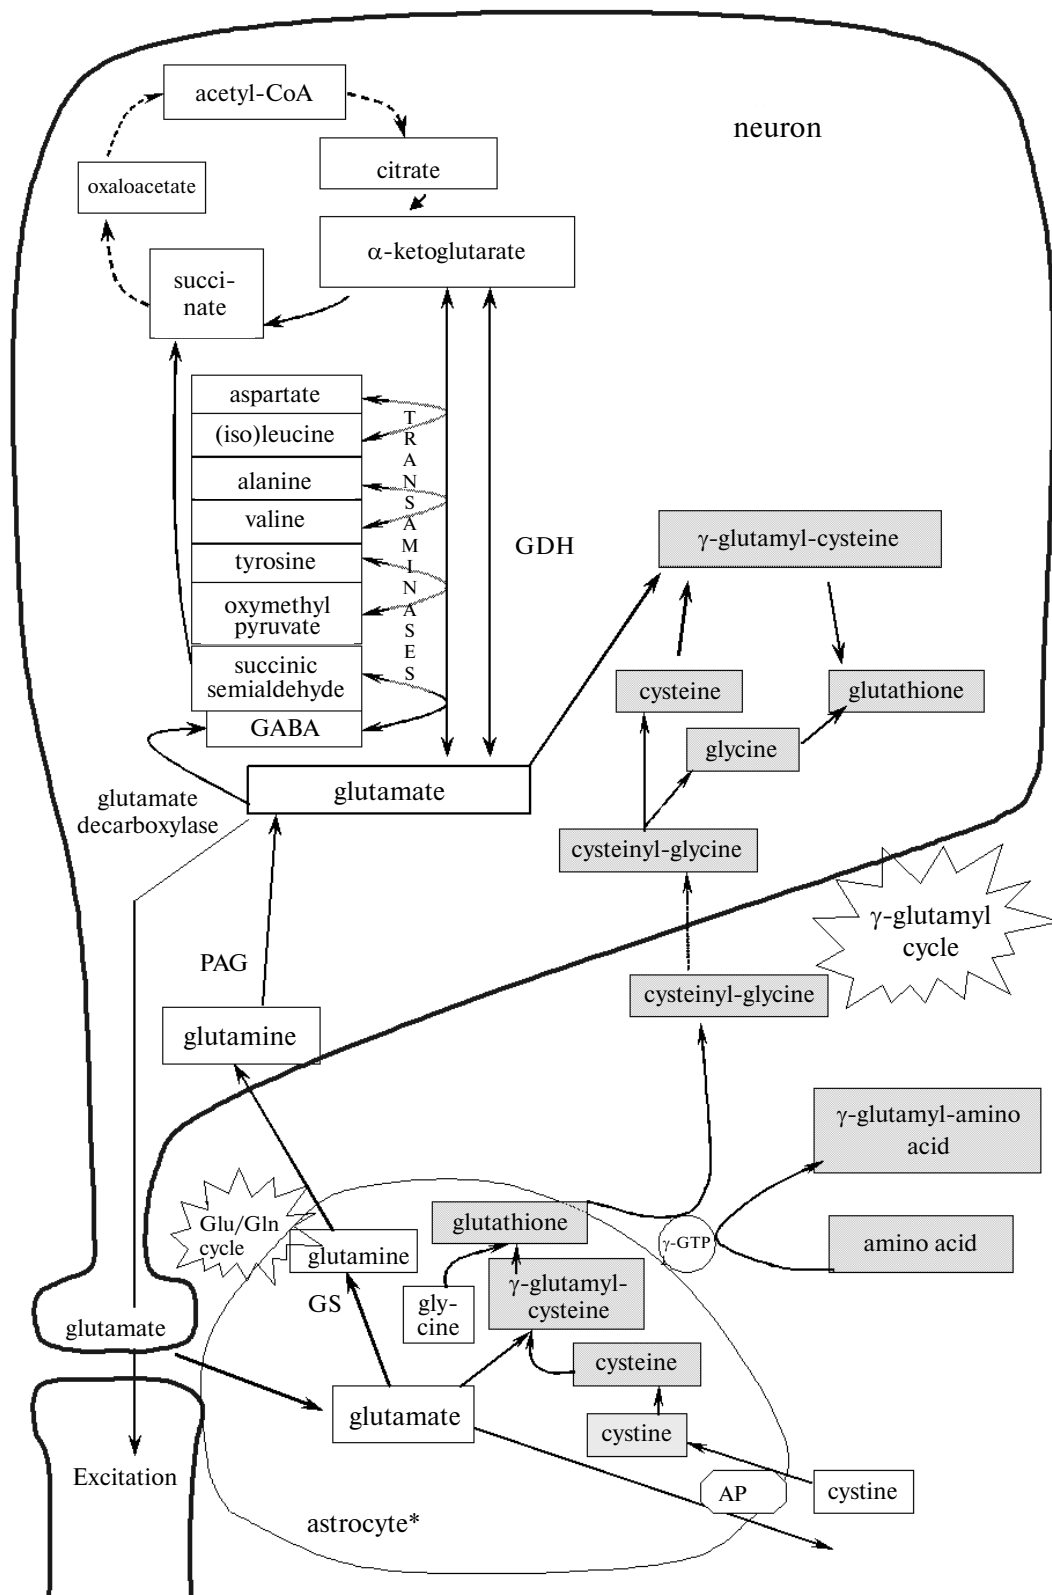 acetyl-CoA
neuron
citrate
oxaloacetate
α-ketoglutarate
succi-
nate
aspartate
(iso)leucine
alanine
valine
tyrosine
oxymethyl
pyruvate
succinic
semialdehyde
GABA
TRANSAMINASES
GDH
γ-glutamyl-cysteine
cysteine
glutathione
glycine
glutamate
glutamate
decarboxylase
cysteinyl-glycine
γ-glutamyl
cycle
PAG
cysteinyl-glycine
glutamine
γ-glutamyl-amino
acid
Glu/Gln
cycle
glutathione
γ-GTP
amino acid
glutamine
GS
gly-
cine
γ-glutamyl-
cysteine
glutamate
cysteine
glutamate
cystine
Excitation
AP
cystine
astrocyte*